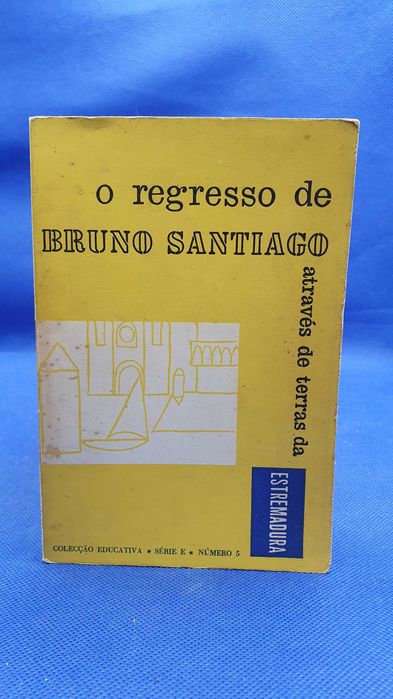 o regresso de
BRUNO SANTIAGO
através de terras da
ESTREMADURA
COLECÇÃO EDUCATIVA * SÉRIE E * NÚMERO 5